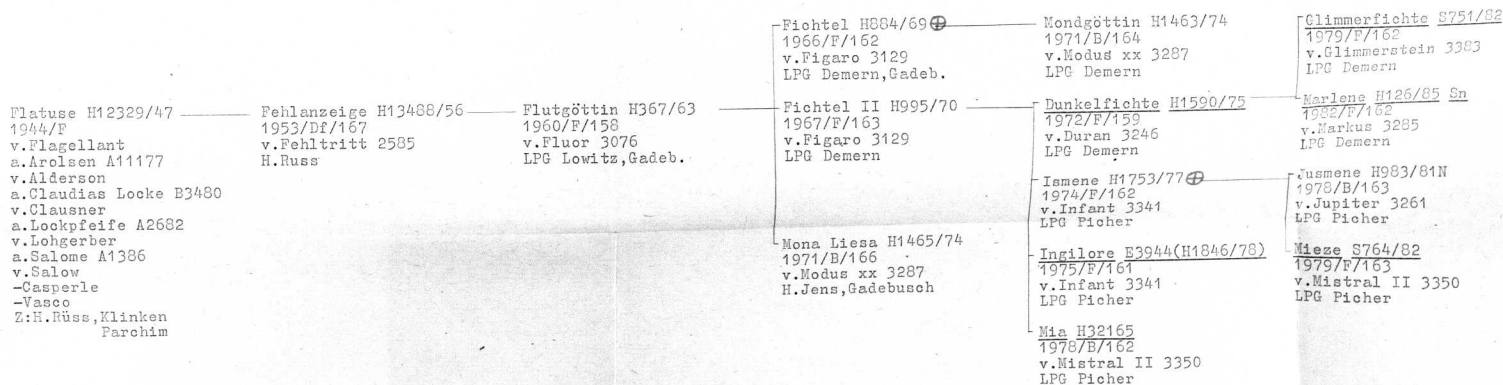 Flatuse H12329/47
1944/F
v.Flagellant
a.Arolsen A11177
v.Alderson
a.Claudias Locke B3480
v.Clausner
a.Lockpfeife A2682
v.Lohgerber
a.Salome A1386
v.Salow
-Casperle
-Vasco
Z:H.Rüss,Klinken
Parchim
Fehlanzeige H13488/56
1953/Df/167
v.Fehltritt 2585
H.Russ
Flutgöttin H367/63
1960/F/158
v.Fluor 3076
LPG Lowitz,Gadeb.
Fichtel H884/69
1966/F/162
v.Figaro 3129
LPG Demern,Gadeb.
Fichtel II H995/70
1967/F/163
v.Figaro 3129
LPG Demern
Mona Liesa H1465/74
1971/B/166
v.Modus xx 3287
H.Jens,Gadebusch
Mondgöttin H1463/74
1971/B/164
v.Modus xx 3287
LPG Demern
Dunkelfichte H1590/75
1972/F/159
v.Duran 3246
LPG Demern
Ismene H1753/77
1974/F/162
v.Infant 3341
LPG Picher
Ingilore E3944(H1846/78)
1975/F/161
v.Infant 3341
LPG Picher
Mia H32165
1978/B/162
v.Mistral II 3350
LPG Picher
Glimmerfichte S751/82
1979/F/162
v.Glimmerstein 3383
LPG Demern
Marlene H126/85 Sn
1982/F/162
v.Markus 3285
LPG Demern
Jusmene H983/81N
1978/B/163
v.Jupiter 3261
LPG Picher
Mieze S764/82
1979/F/163
v.Mistral II 3350
LPG Picher